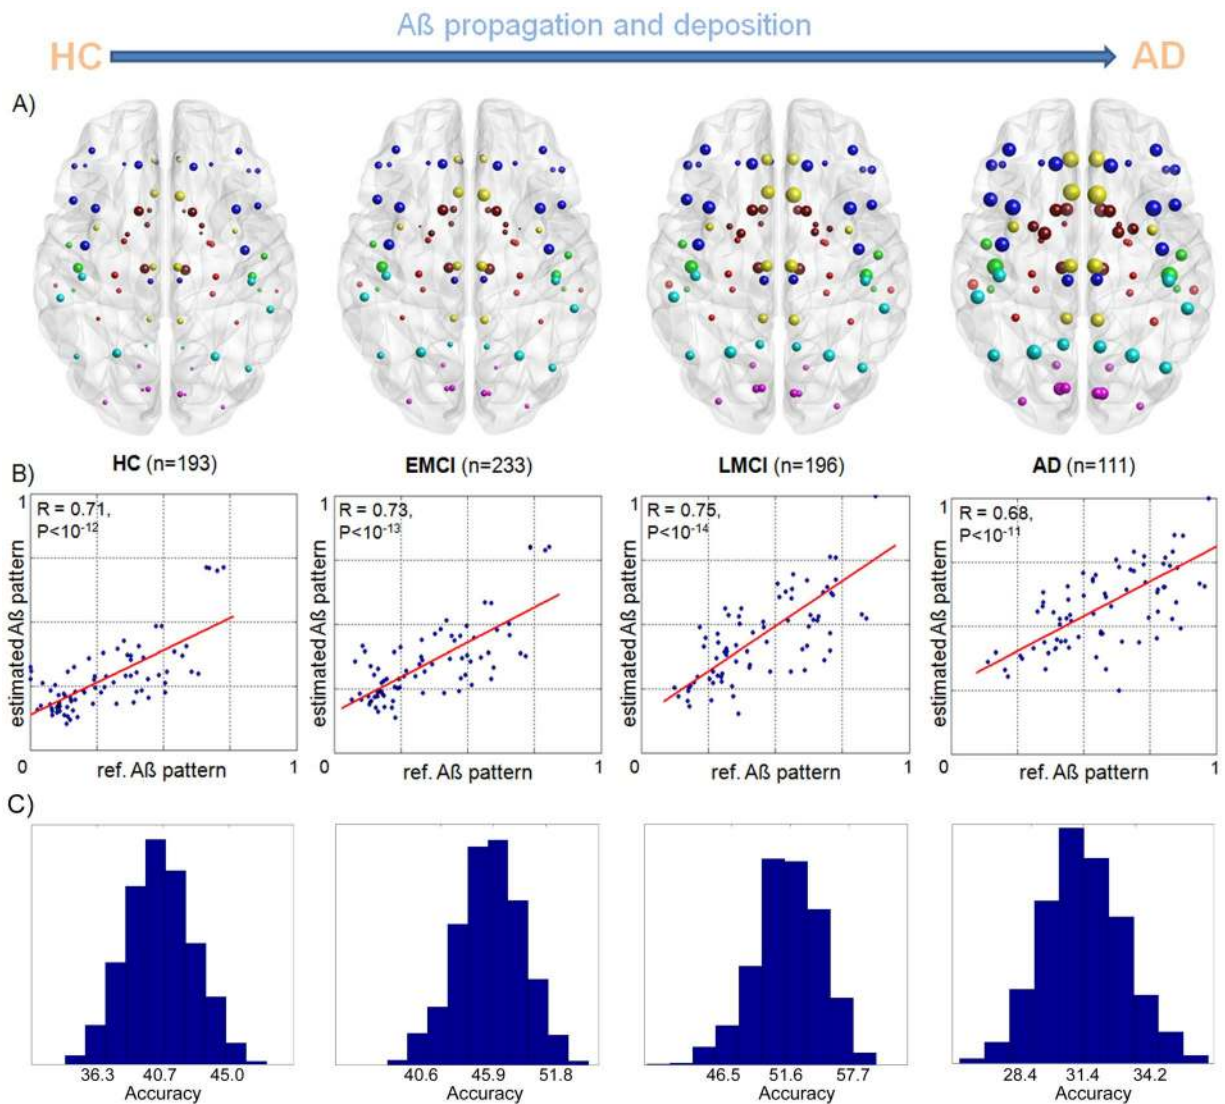 Aß propagation and deposition
HC
AD
A)
HC (n=193)
EMCI (n=233)
LMCI (n=196)
AD (n=111)
B)
1
R = 0.71,
P<10-12
estimated Aß pattern
0
ref. Aß pattern
1
1
R = 0.73,
P<10-13
estimated Aß pattern
0
ref. Aß pattern
1
1
R = 0.75,
P<10-14
estimated Aß pattern
0
ref. Aß pattern
1
1
R = 0.68,
P<10-11
estimated Aß pattern
0
ref. Aß pattern
1
C)
36.3 40.7 45.0
Accuracy
40.6 45.9 51.8
Accuracy
46.5 51.6 57.7
Accuracy
28.4 31.4 34.2
Accuracy